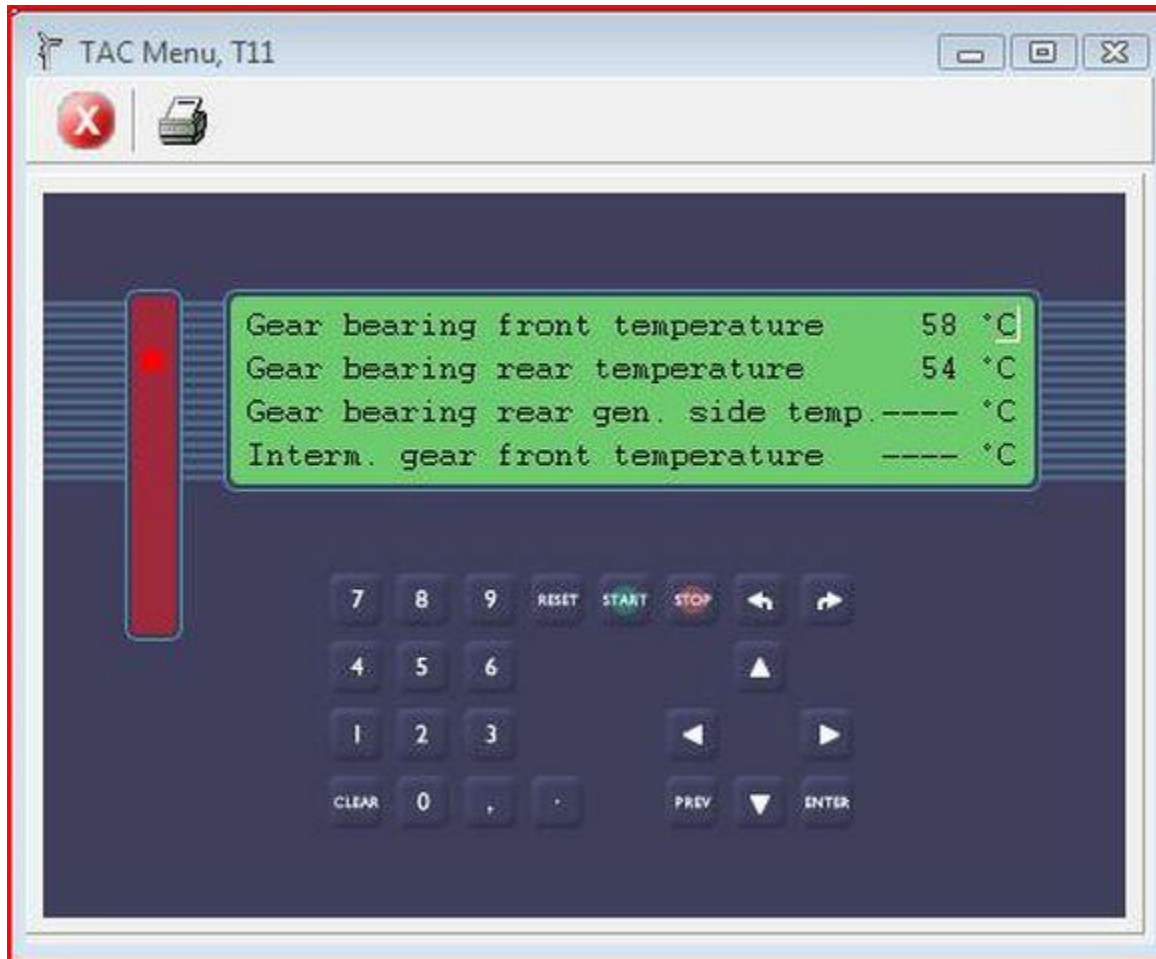 TAC Menu, T11
Gear bearing front temperature 58 °C
Gear bearing rear temperature 54 °C
Gear bearing rear gen. side temp.---- °C
Interm. gear front temperature ---- °C
7 8 9 RESET START STOP
4 5 6
1 2 3
CLEAR 0 , . PREV ENTER